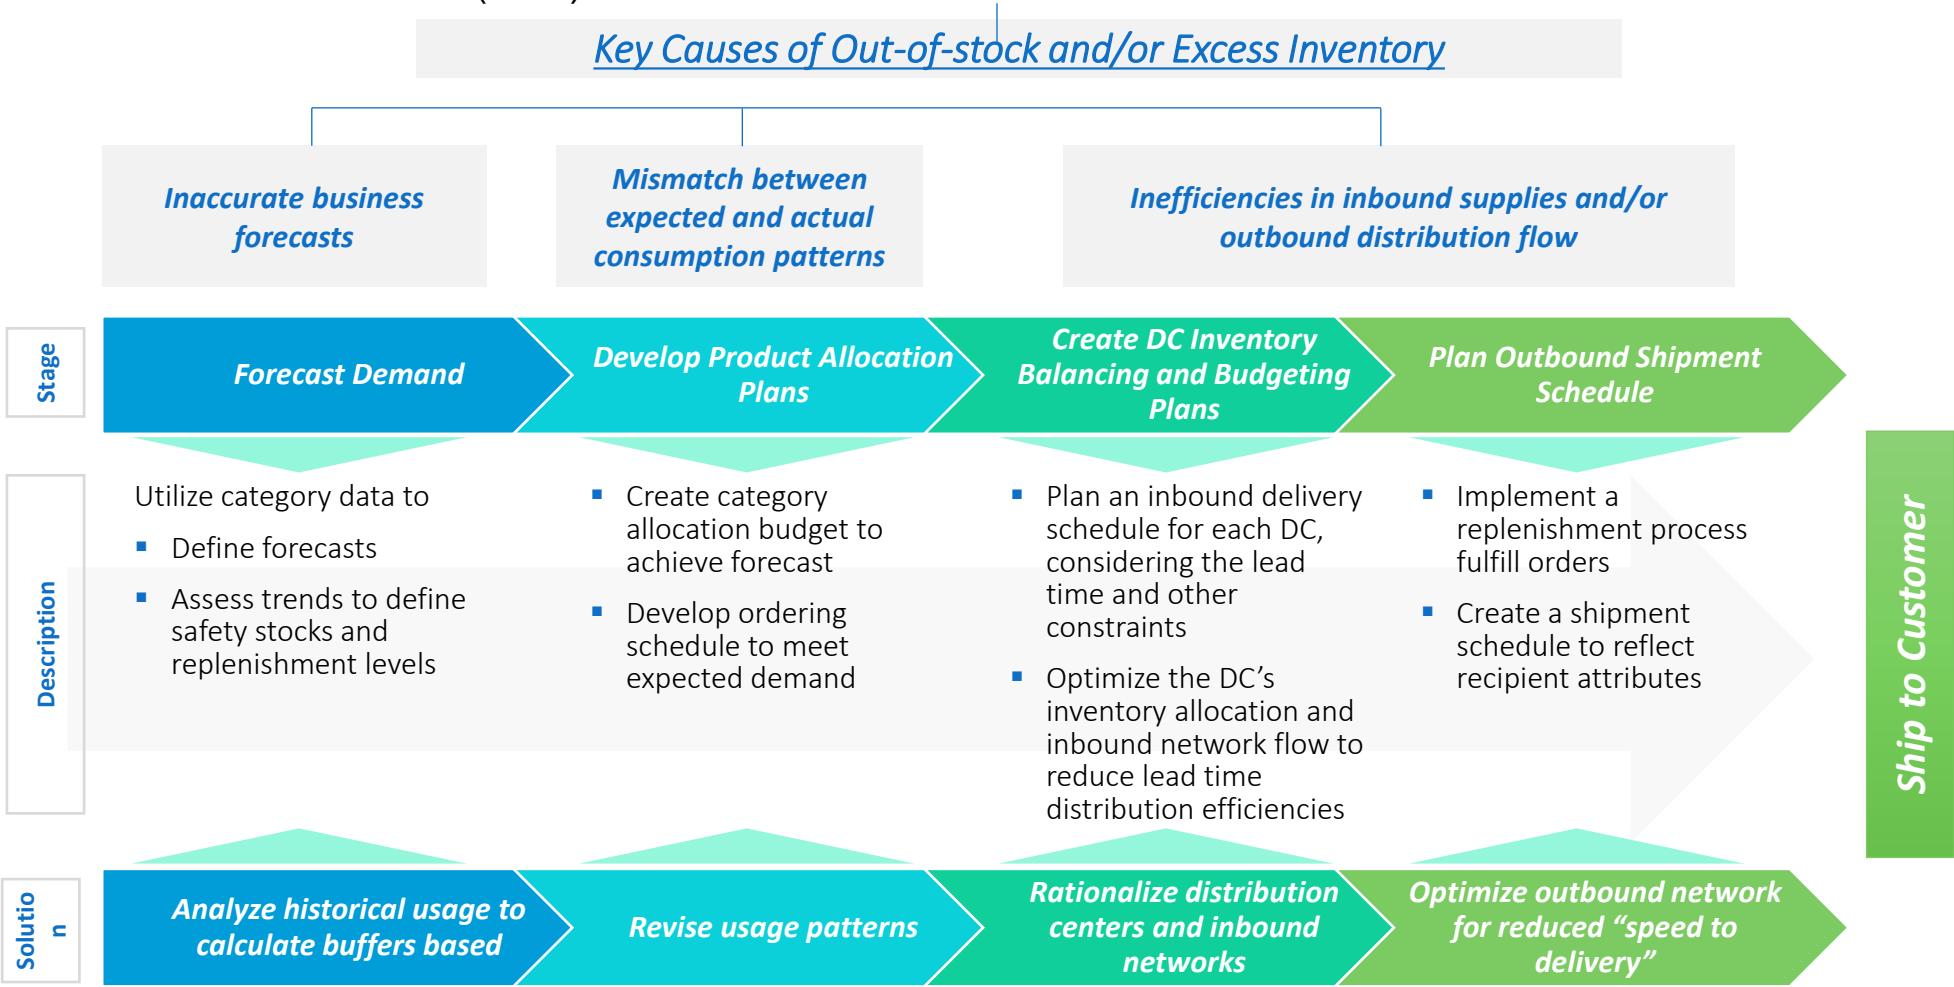 Key Causes of Out-of-stock and/or Excess Inventory
Inaccurate business
forecasts
Mismatch between
expected and actual
consumption patterns
Inefficiencies in inbound supplies and/or
outbound distribution flow
Stage
Forecast Demand
Develop Product Allocation
Plans
Create DC Inventory
Balancing and Budgeting
Plans
Plan Outbound Shipment
Schedule
Description
Utilize category data to
▪ Define forecasts
▪ Assess trends to define
safety stocks and
replenishment levels
▪ Create category
allocation budget to
achieve forecast
▪ Develop ordering
schedule to meet
expected demand
▪ Plan an inbound delivery
schedule for each DC,
considering the lead
time and other
constraints
▪ Optimize the DC’s
inventory allocation and
inbound network flow to
reduce lead time
distribution efficiencies
▪ Implement a
replenishment process
fulfill orders
▪ Create a shipment
schedule to reflect
recipient attributes
Ship to Customer
Solutio
n
Analyze historical usage to
calculate buffers based
Revise usage patterns
Rationalize distribution
centers and inbound
networks
Optimize outbound network
for reduced “speed to
delivery”